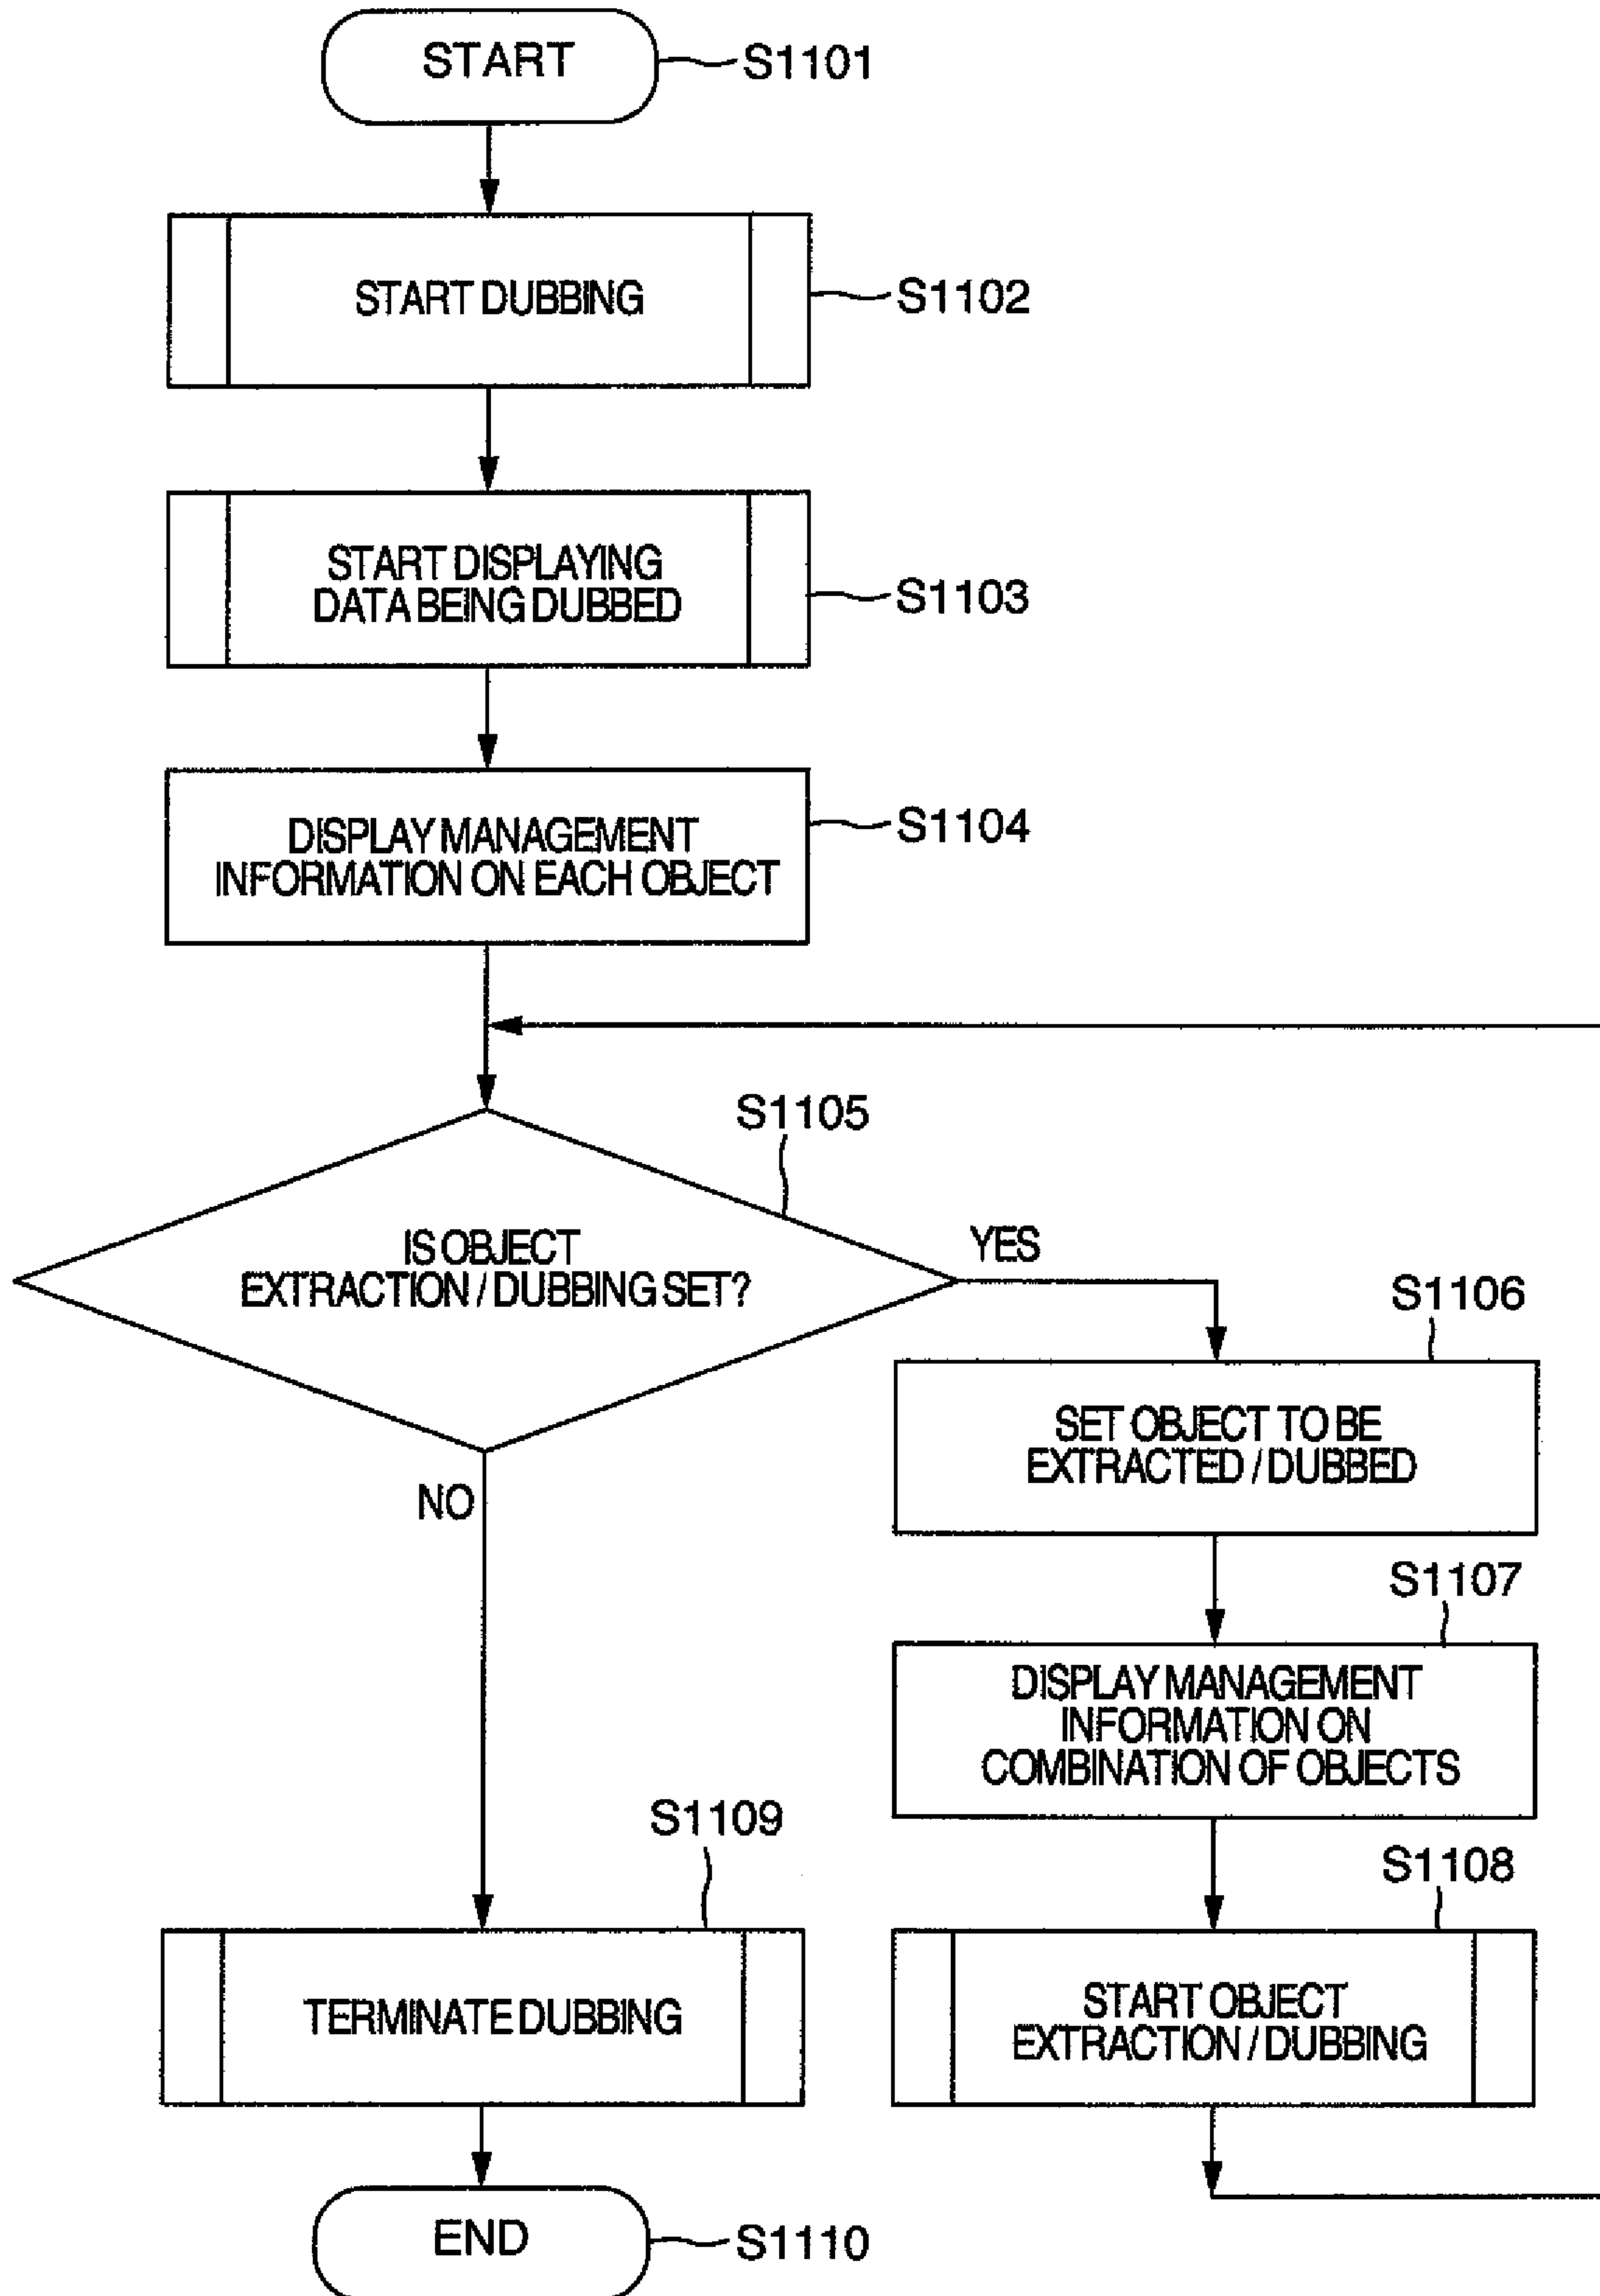 START
S1101
START DUBBING
S1102
START DISPLAYING
DATA BEING DUBBED
S1103
DISPLAY MANAGEMENT
INFORMATION ON EACH OBJECT
S1104
S1105
IS OBJECT
EXTRACTION / DUBBING SET?
YES
NO
S1106
SET OBJECT TO BE
EXTRACTED / DUBBED
S1107
DISPLAY MANAGEMENT
INFORMATION ON
COMBINATION OF OBJECTS
S1108
START OBJECT
EXTRACTION / DUBBING
S1109
TERMINATE DUBBING
END
S1110